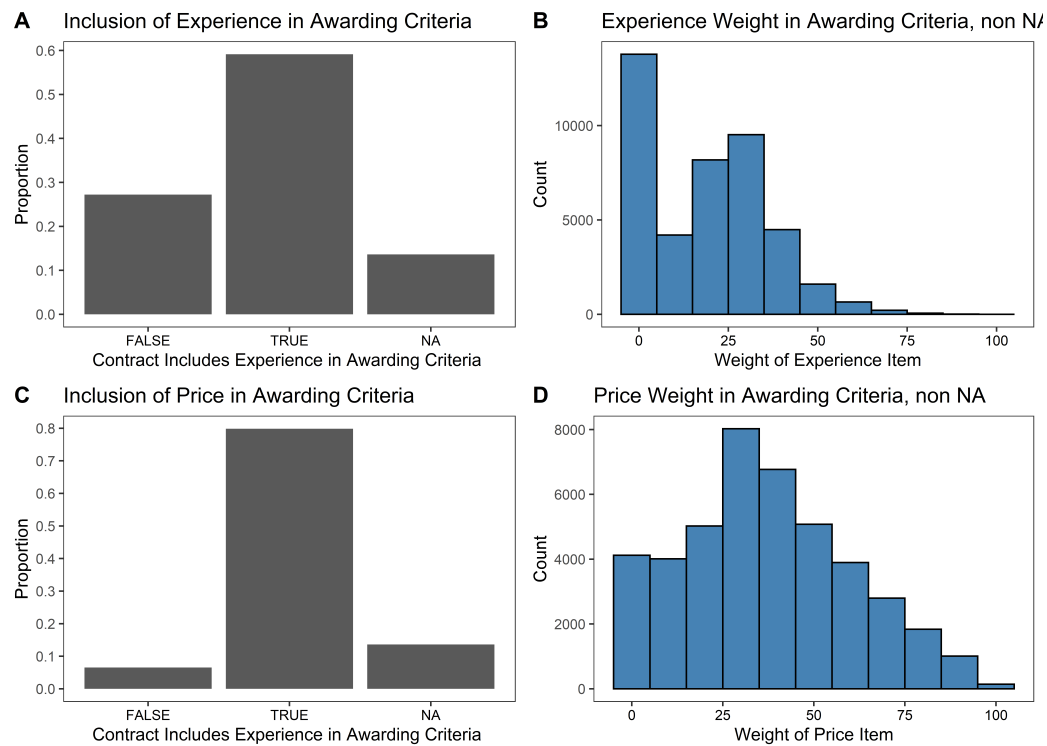 A Inclusion of Experience in Awarding Criteria
0.6
0.5
0.4
0.3
0.2
0.1
0.0
Proportion
FALSE TRUE NA
Contract Includes Experience in Awarding Criteria
B Experience Weight in Awarding Criteria, non NA
10000
5000
0
Count
0 25 50 75 100
Weight of Experience Item
C Inclusion of Price in Awarding Criteria
0.8
0.7
0.6
0.5
0.4
0.3
0.2
0.1
0.0
Proportion
FALSE TRUE NA
Contract Includes Experience in Awarding Criteria
D Price Weight in Awarding Criteria, non NA
8000
6000
4000
2000
0
Count
0 25 50 75 100
Weight of Price Item